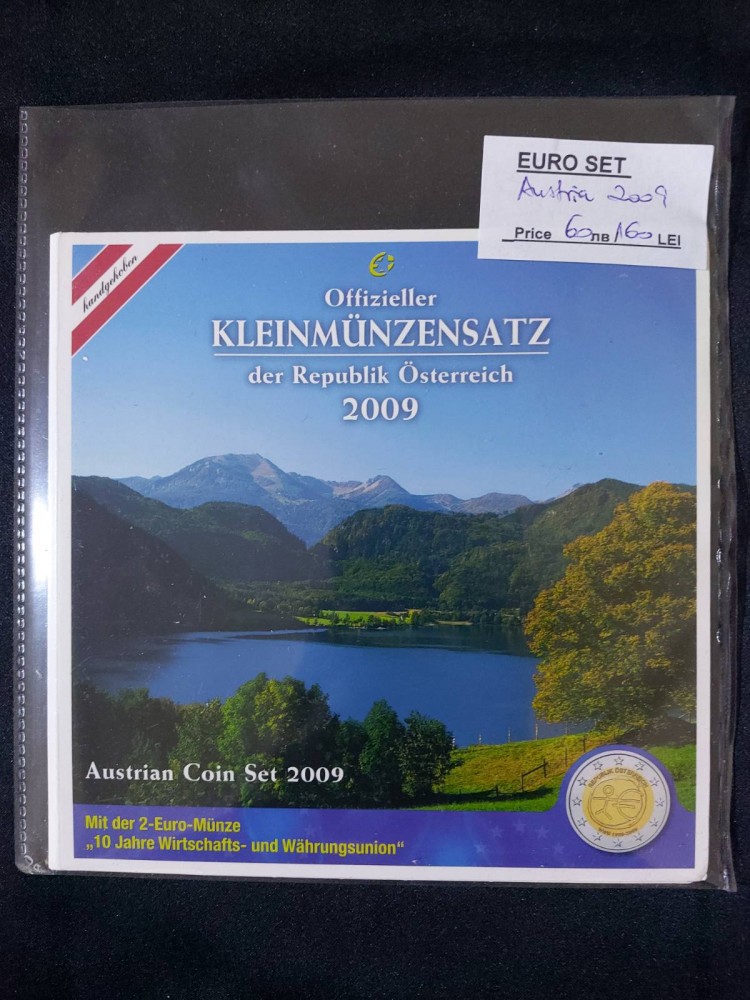 EURO SET
Austria 2009
Price 60лв/160 LEI
handgehoben
Offizieller
KLEINMÜNZENSATZ
der Republik Österreich
2009
Austrian Coin Set 2009
REPUBLIK ÖSTERREICH
Mit der 2-Euro-Münze
„10 Jahre Wirtschafts- und Währungsunion“